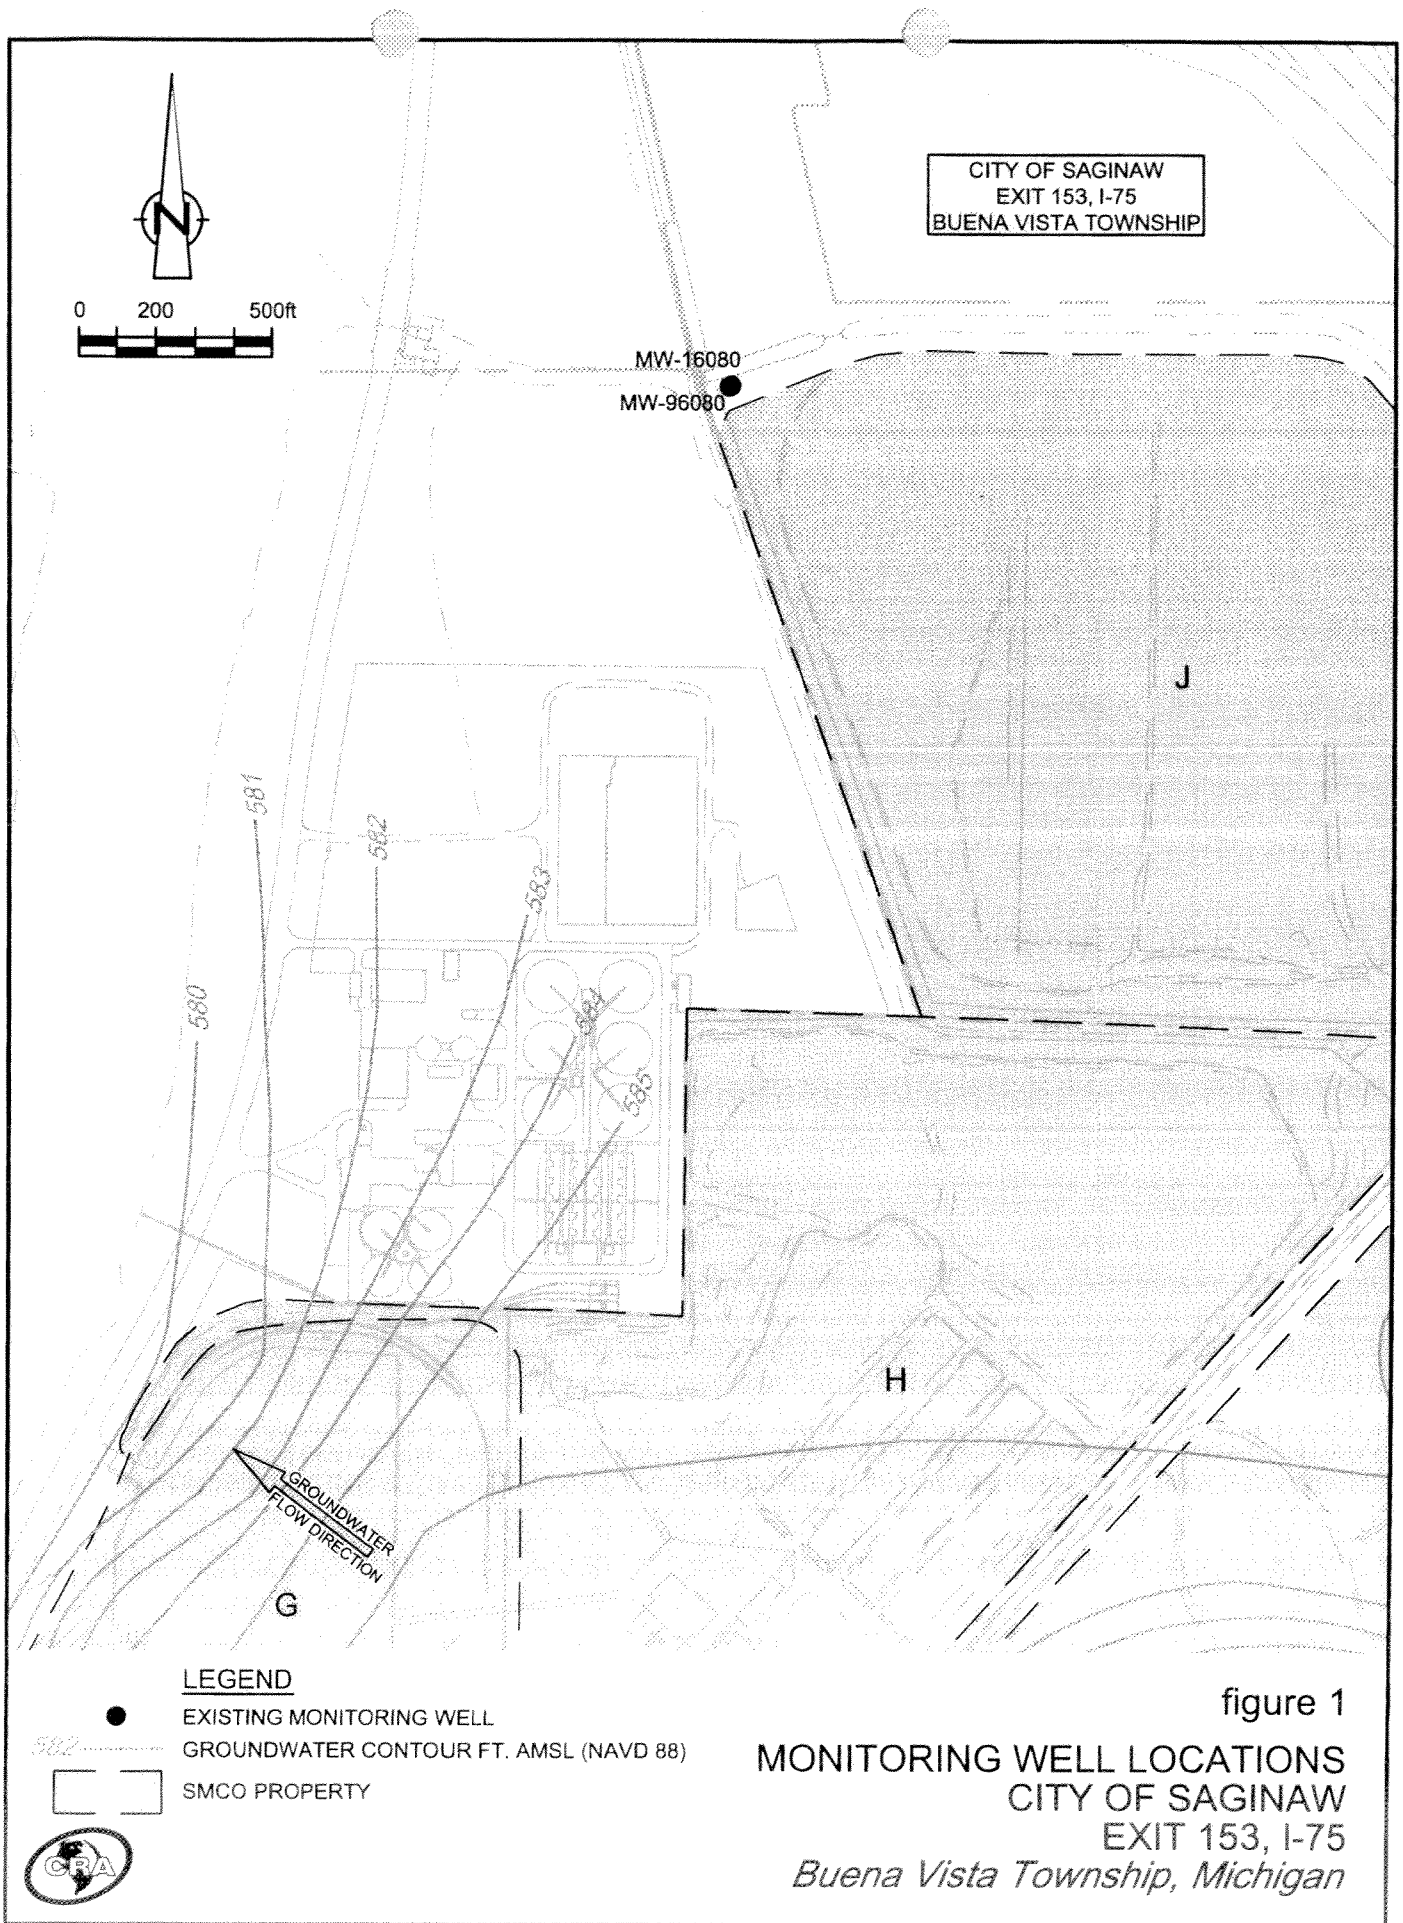 CITY OF SAGINAW
EXIT 153, I-75
BUENA VISTA TOWNSHIP
N
0 200 500ft
MW-16080
MW-96080
J
581
582
583
580
584
585
H
GROUNDWATER
FLOW DIRECTION
G
LEGEND
EXISTING MONITORING WELL
582 GROUNDWATER CONTOUR FT. AMSL (NAVD 88)
SMCO PROPERTY
CRA
figure 1
MONITORING WELL LOCATIONS
CITY OF SAGINAW
EXIT 153, I-75
Buena Vista Township, Michigan